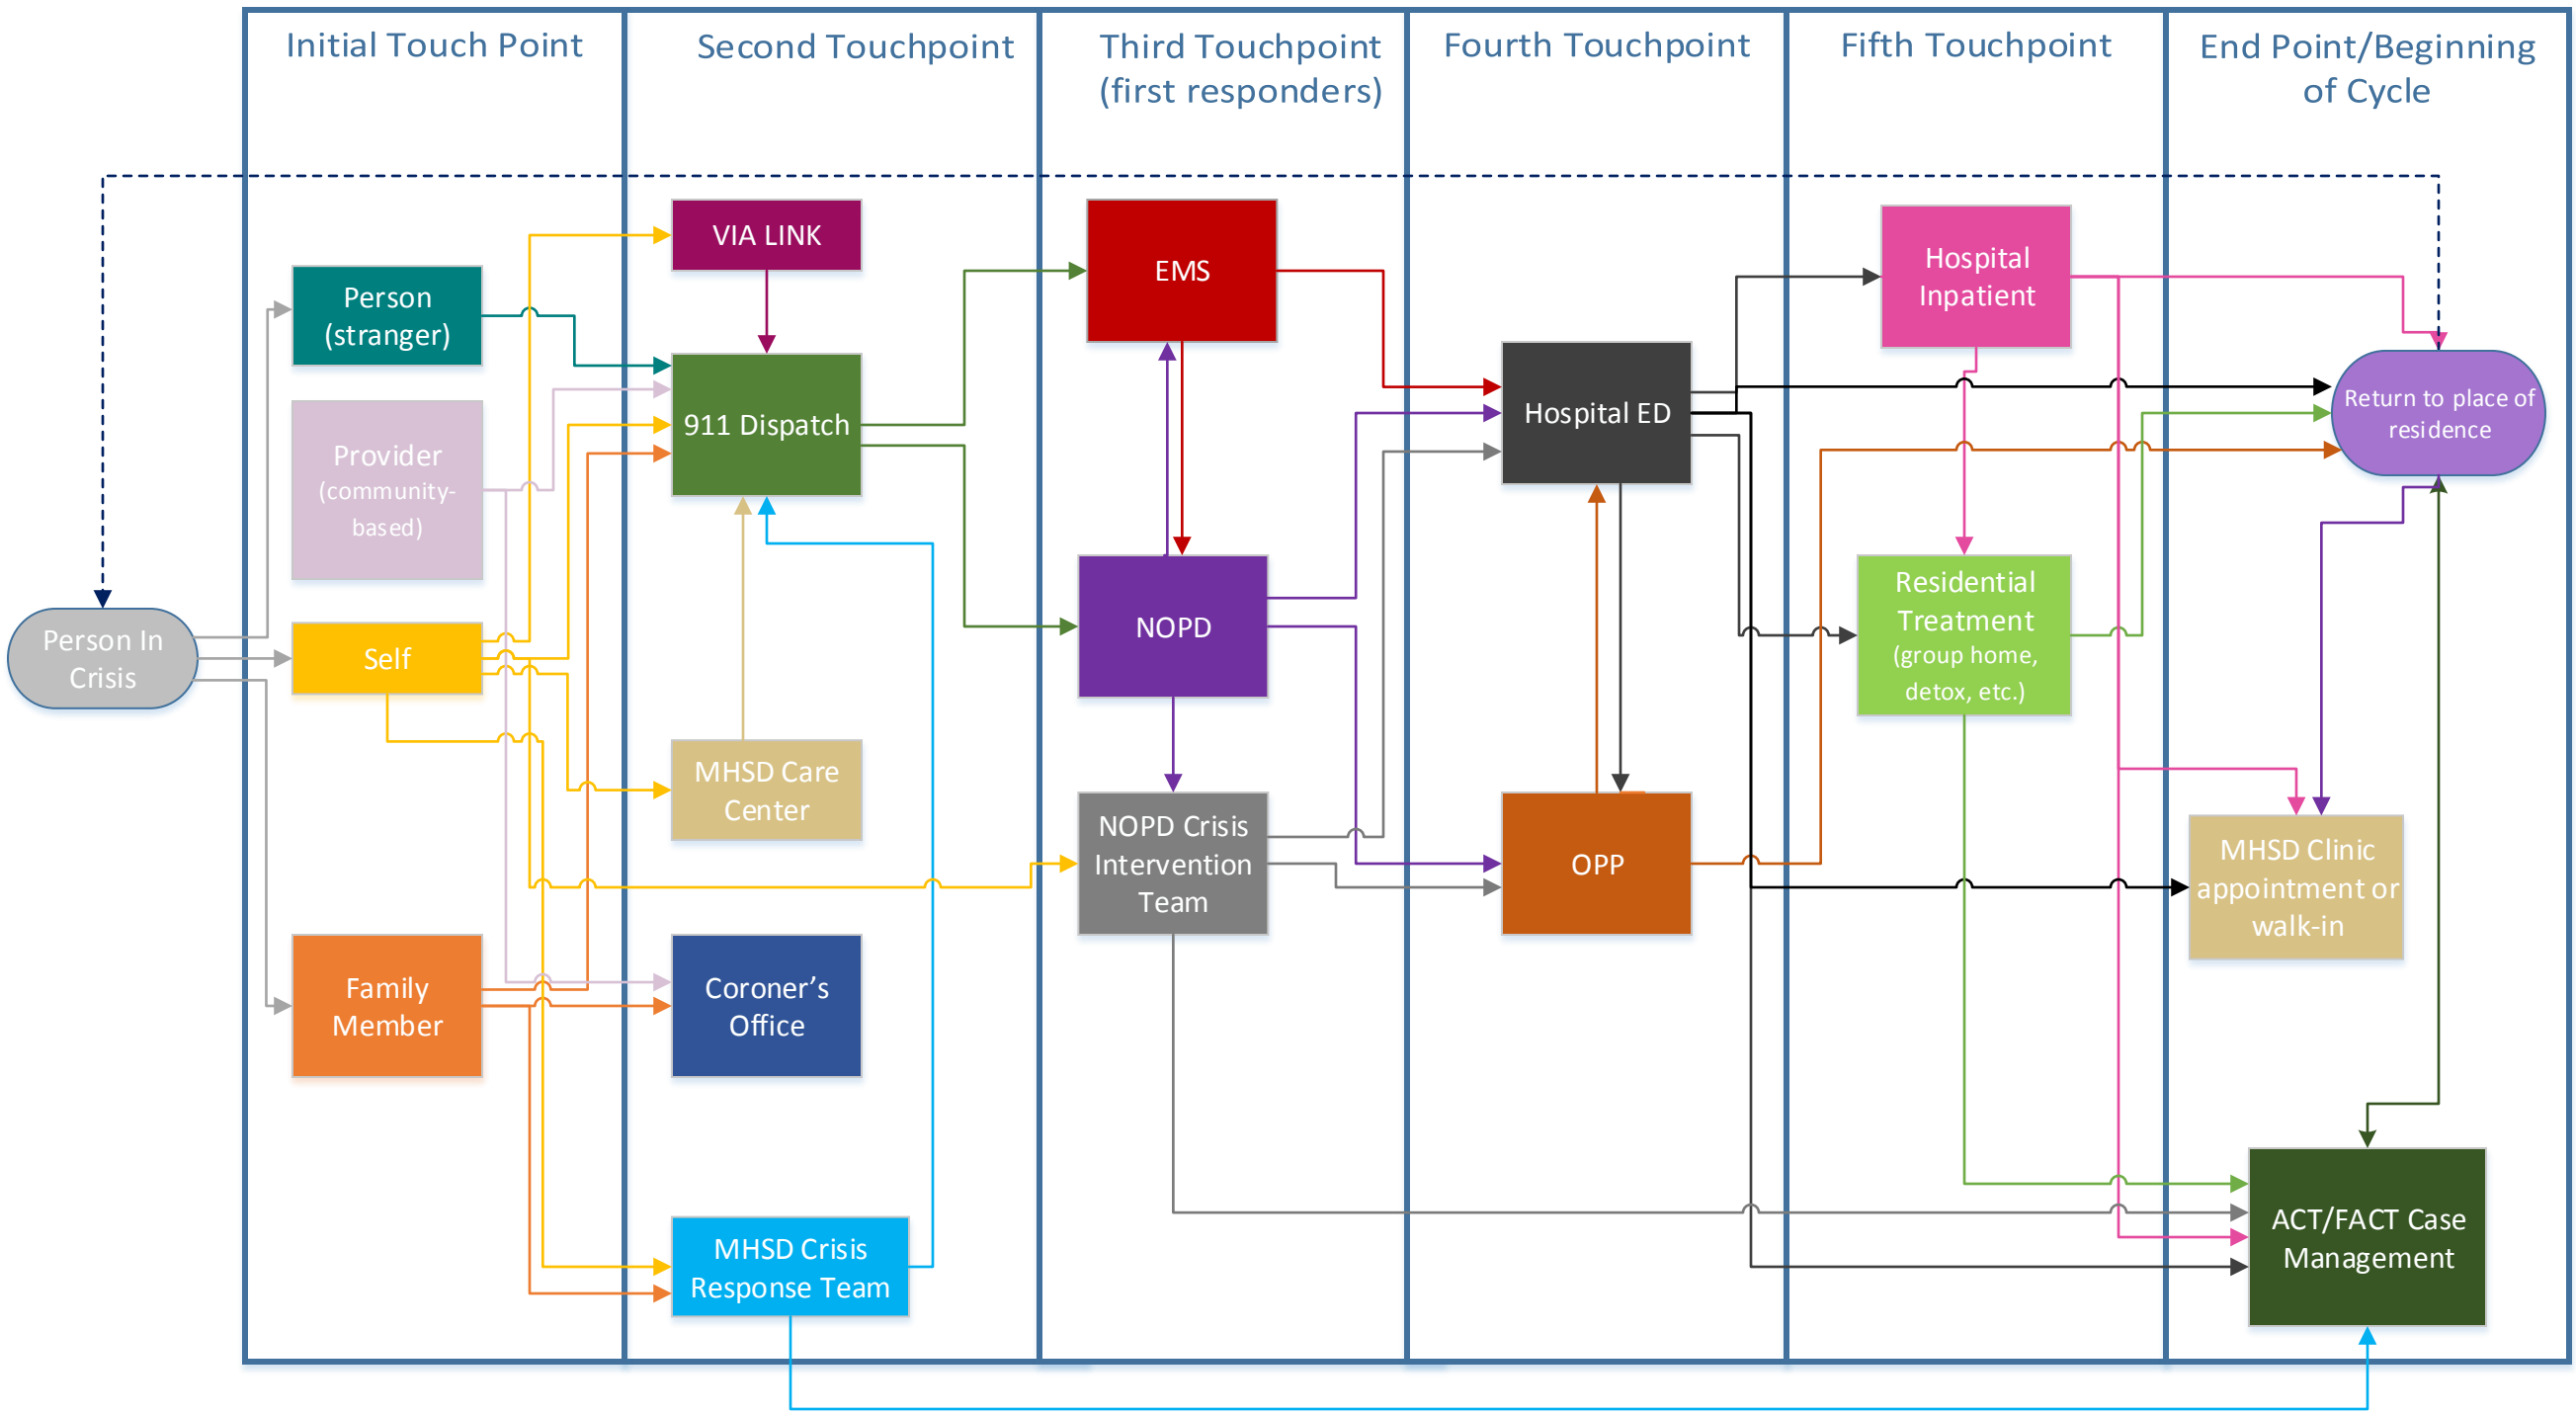 Initial Touch Point
Second Touchpoint
Third Touchpoint
(first responders)
Fourth Touchpoint
Fifth Touchpoint
End Point/Beginning
of Cycle
Person In
Crisis
Person
(stranger)
Provider
(community-
based)
Self
Family
Member
VIA LINK
911 Dispatch
MHSD Care
Center
Coroner’s
Office
MHSD Crisis
Response Team
EMS
NOPD
NOPD Crisis
Intervention
Team
Hospital ED
OPP
Hospital
Inpatient
Residential
Treatment
(group home,
detox, etc.)
Return to place of
residence
MHSD Clinic
appointment or
walk-in
ACT/FACT Case
Management